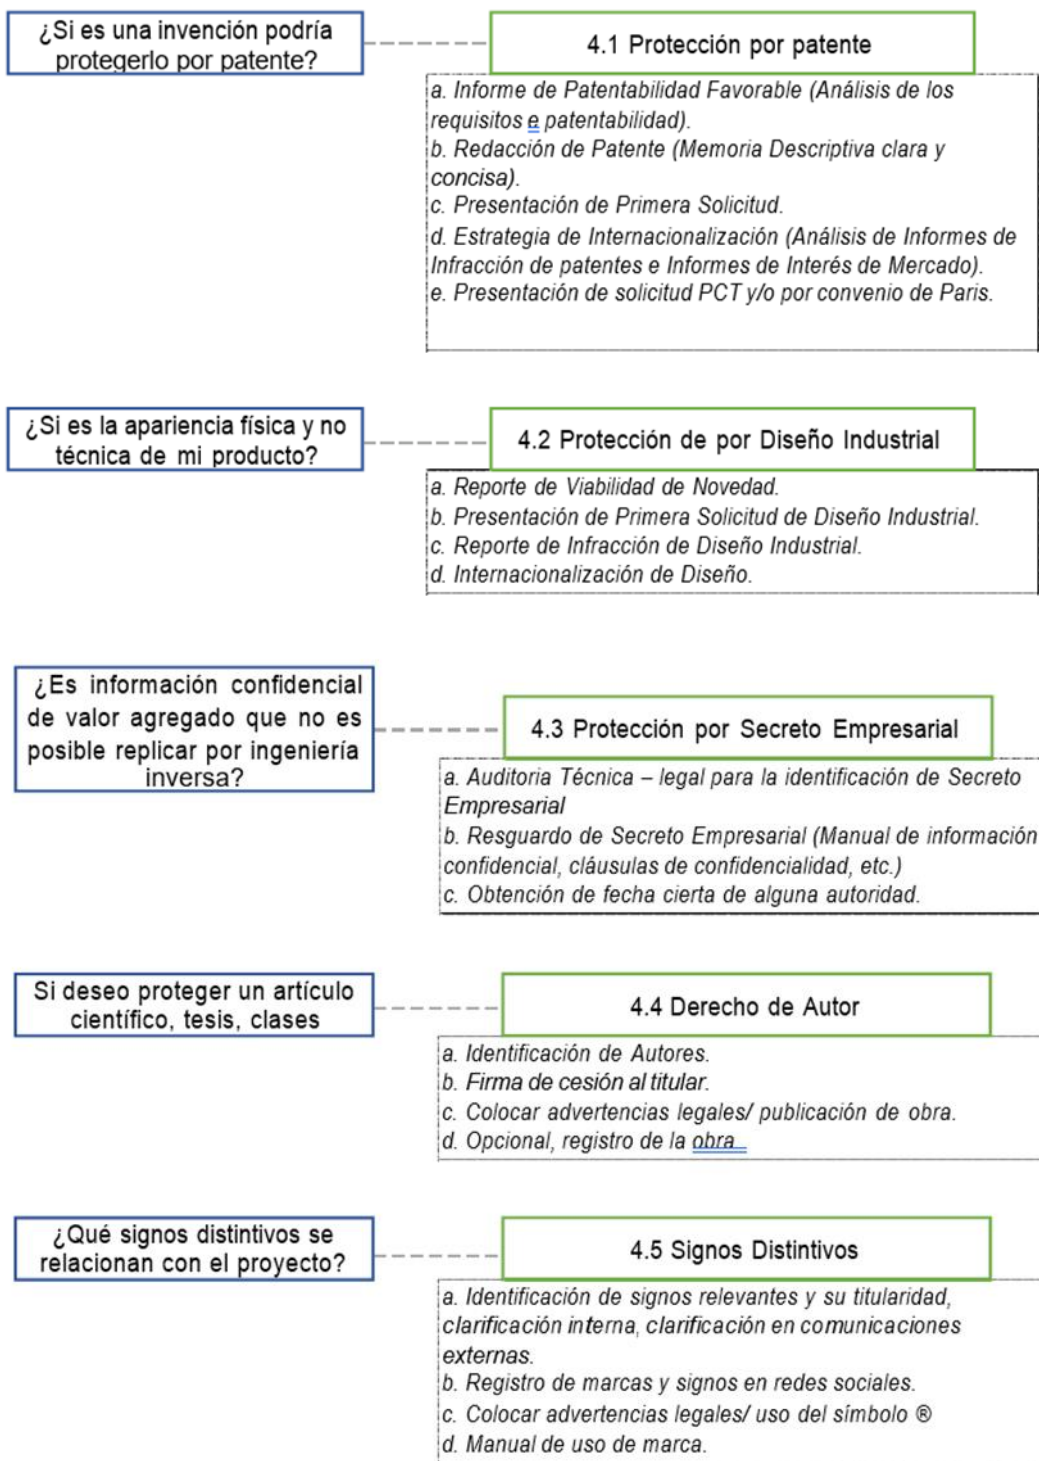 ¿Si es una invención podría
protegerlo por patente?
4.1 Protección por patente
a. Informe de Patentabilidad Favorable (Análisis de los
requisitos e patentabilidad).
b. Redacción de Patente (Memoria Descriptiva clara y
concisa).
c. Presentación de Primera Solicitud.
d. Estrategia de Internacionalización (Análisis de Informes de
Infracción de patentes e Informes de Interés de Mercado).
e. Presentación de solicitud PCT y/o por convenio de Paris.
¿Si es la apariencia física y no
técnica de mi producto?
4.2 Protección de por Diseño Industrial
a. Reporte de Viabilidad de Novedad.
b. Presentación de Primera Solicitud de Diseño Industrial.
c. Reporte de Infracción de Diseño Industrial.
d. Internacionalización de Diseño.
¿Es información confidencial
de valor agregado que no es
posible replicar por ingeniería
inversa?
4.3 Protección por Secreto Empresarial
a. Auditoria Técnica – legal para la identificación de Secreto
Empresarial
b. Resguardo de Secreto Empresarial (Manual de información
confidencial, cláusulas de confidencialidad, etc.)
c. Obtención de fecha cierta de alguna autoridad.
Si deseo proteger un artículo
científico, tesis, clases
4.4 Derecho de Autor
a. Identificación de Autores.
b. Firma de cesión al titular.
c. Colocar advertencias legales/ publicación de obra.
d. Opcional, registro de la obra
¿Qué signos distintivos se
relacionan con el proyecto?
4.5 Signos Distintivos
a. Identificación de signos relevantes y su titularidad,
clarificación interna, clarificación en comunicaciones
externas.
b. Registro de marcas y signos en redes sociales.
c. Colocar advertencias legales/ uso del símbolo ®
d. Manual de uso de marca.